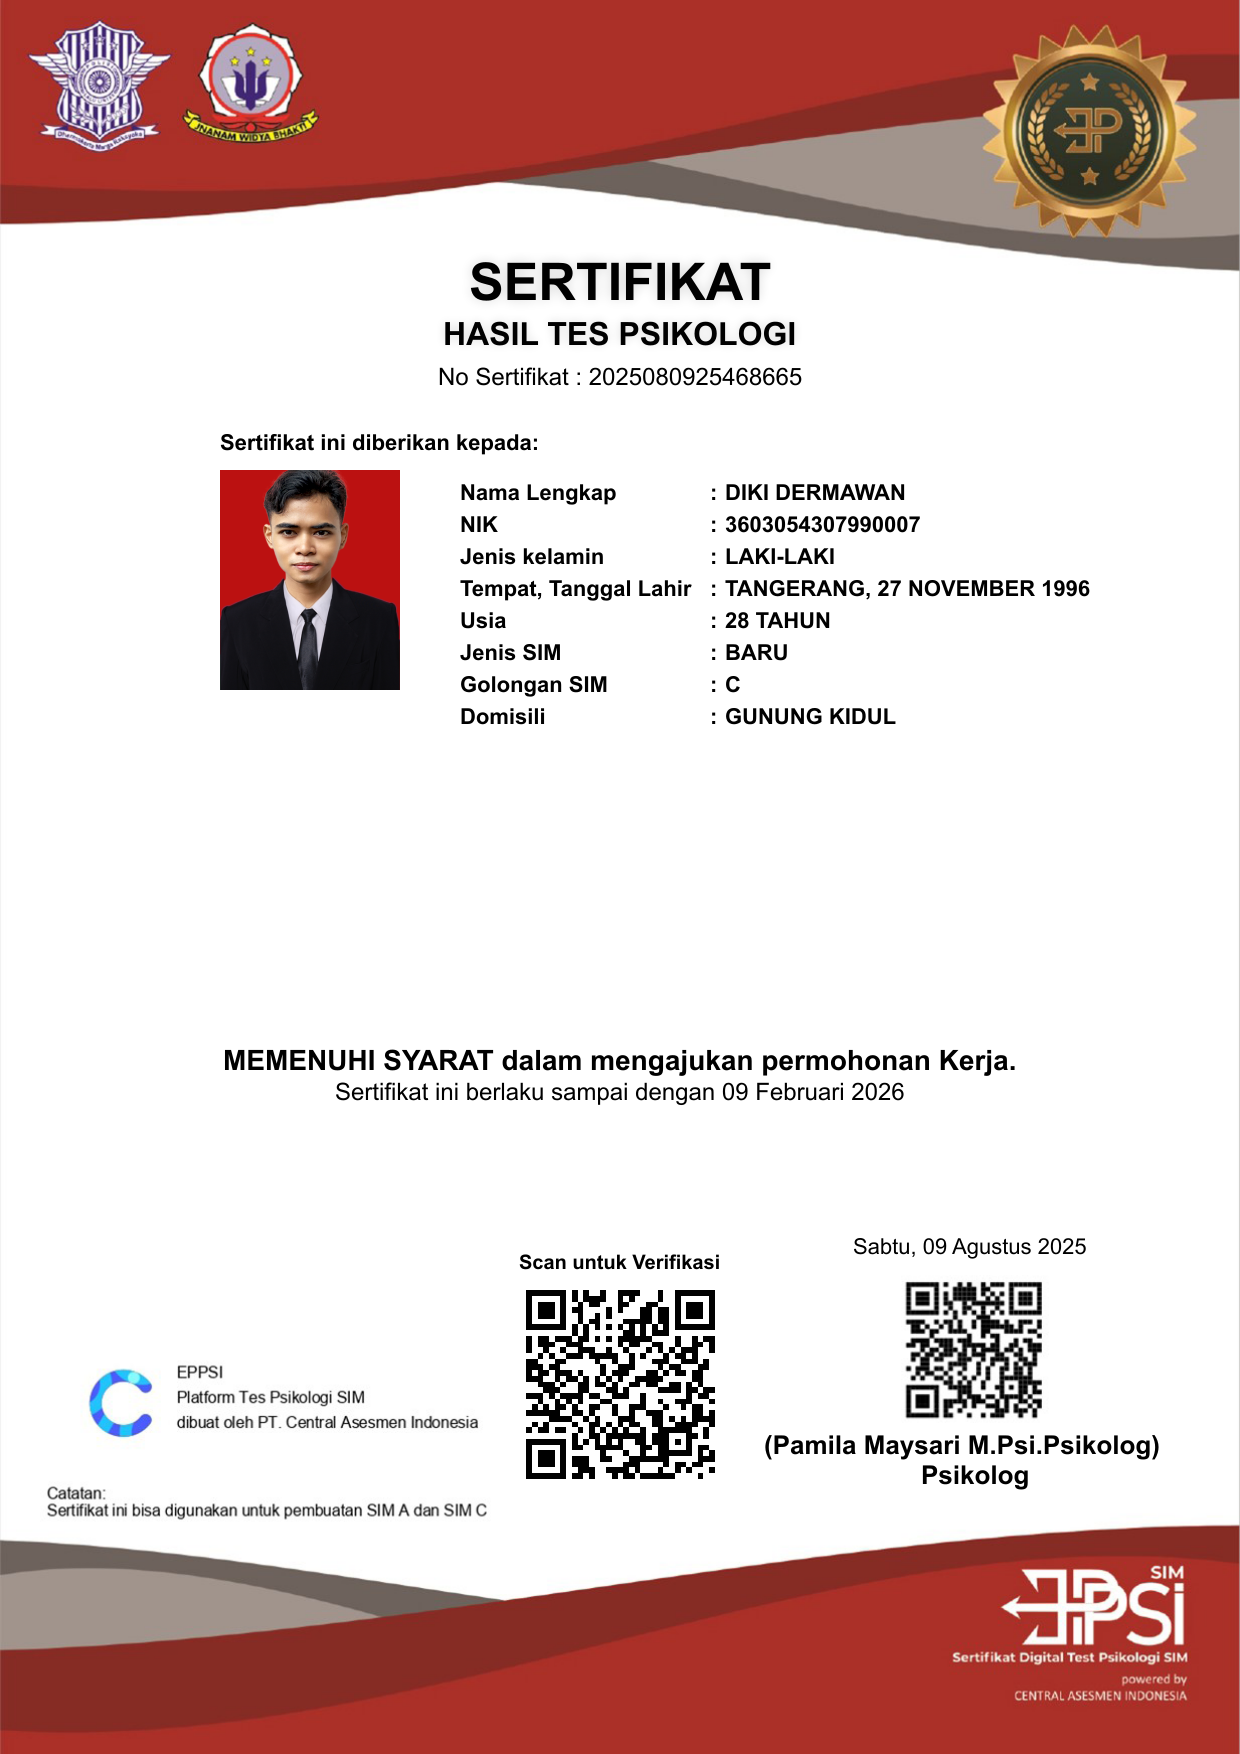 Dharmakerta Marga Raksyaka
JNANAM WIDYA BHAKTI
SERTIFIKAT
HASIL TES PSIKOLOGI
No Sertifikat : 2025080925468665
Sertifikat ini diberikan kepada:
Nama Lengkap : DIKI DERMAWAN
NIK : 3603054307990007
Jenis kelamin : LAKI-LAKI
Tempat, Tanggal Lahir : TANGERANG, 27 NOVEMBER 1996
Usia : 28 TAHUN
Jenis SIM : BARU
Golongan SIM : C
Domisili : GUNUNG KIDUL
MEMENUHI SYARAT dalam mengajukan permohonan Kerja.
Sertifikat ini berlaku sampai dengan 09 Februari 2026
Sabtu, 09 Agustus 2025
Scan untuk Verifikasi
EPPSI
Platform Tes Psikologi SIM
dibuat oleh PT. Central Asesmen Indonesia
(Pamila Maysari M.Psi.Psikolog)
Psikolog
Catatan:
Sertifikat ini bisa digunakan untuk pembuatan SIM A dan SIM C
SIM
EPPSi
Sertifikat Digital Test Psikologi SIM
powered by
CENTRAL ASESMEN INDONESIA